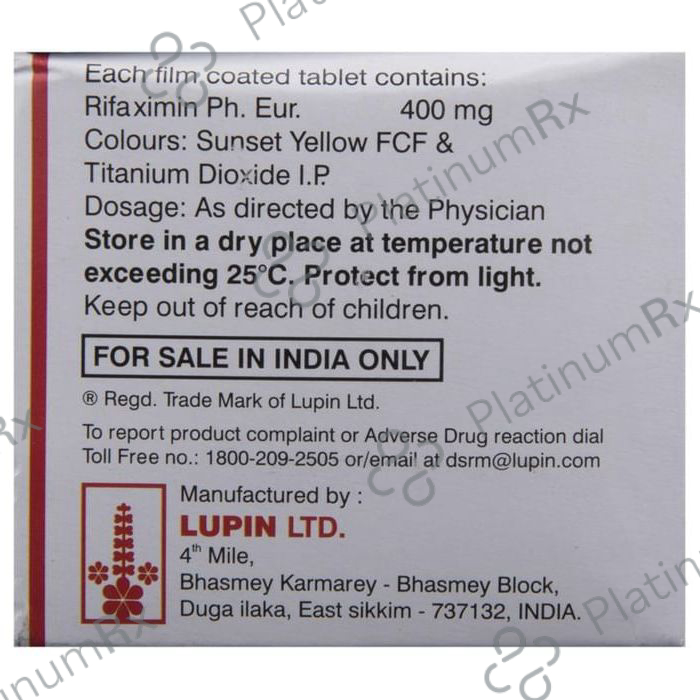 PlatinumRx
Each film coated tablet contains:
Rifaximin Ph. Eur. 400 mg
Colours: Sunset Yellow FCF &
Titanium Dioxide I.P.
Dosage: As directed by the Physician
Store in a dry place at temperature not
exceeding 25°C. Protect from light.
Keep out of reach of children.
FOR SALE IN INDIA ONLY
® Regd. Trade Mark of Lupin Ltd.
To report product complaint or Adverse Drug reaction dial
Toll Free no.: 1800-209-2505 or/email at dsrm@lupin.com
Manufactured by :
LUPIN LTD.
4th Mile,
Bhasmey Karmarey - Bhasmey Block,
Duga ilaka, East sikkim - 737132, INDIA.
PlatinumRx
PlatinumRx
PlatinumRx